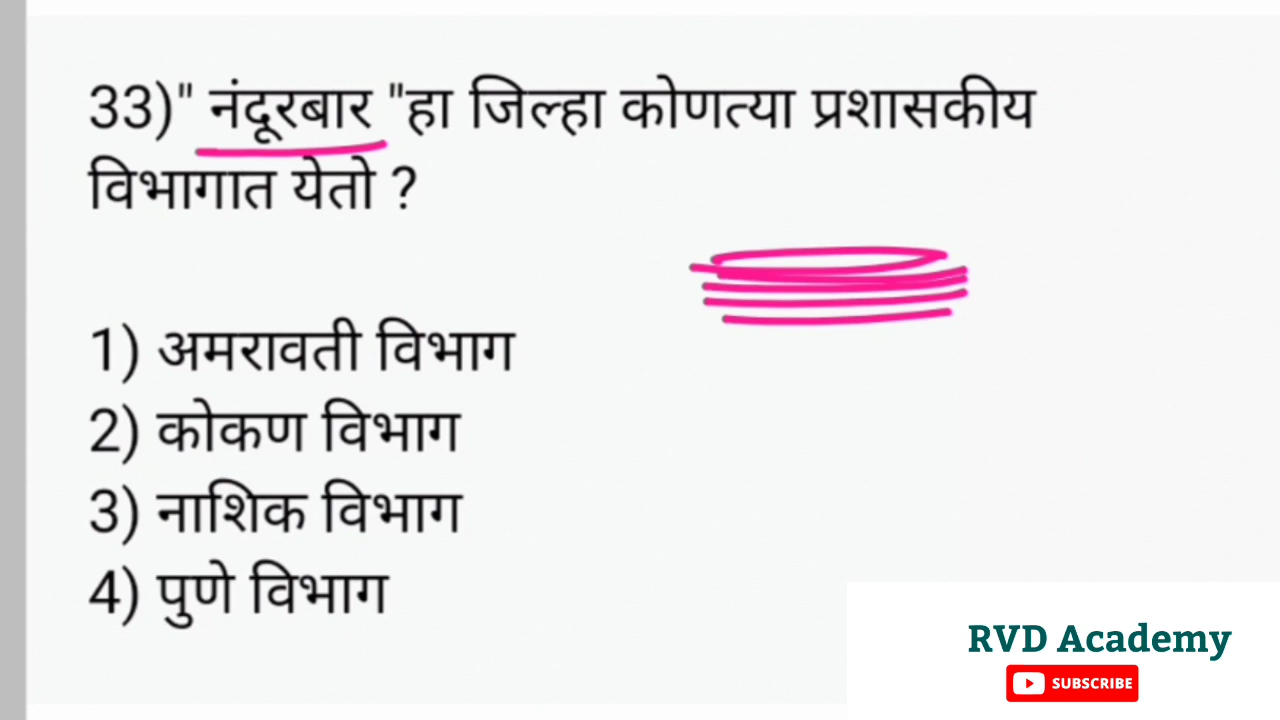 33)" नंदूरबार "हा जिल्हा कोणत्या प्रशासकीय
विभागात येतो ?
1) अमरावती विभाग
2) कोकण विभाग
3) नाशिक विभाग
4) पुणे विभाग
RVD Academy
SUBSCRIBE